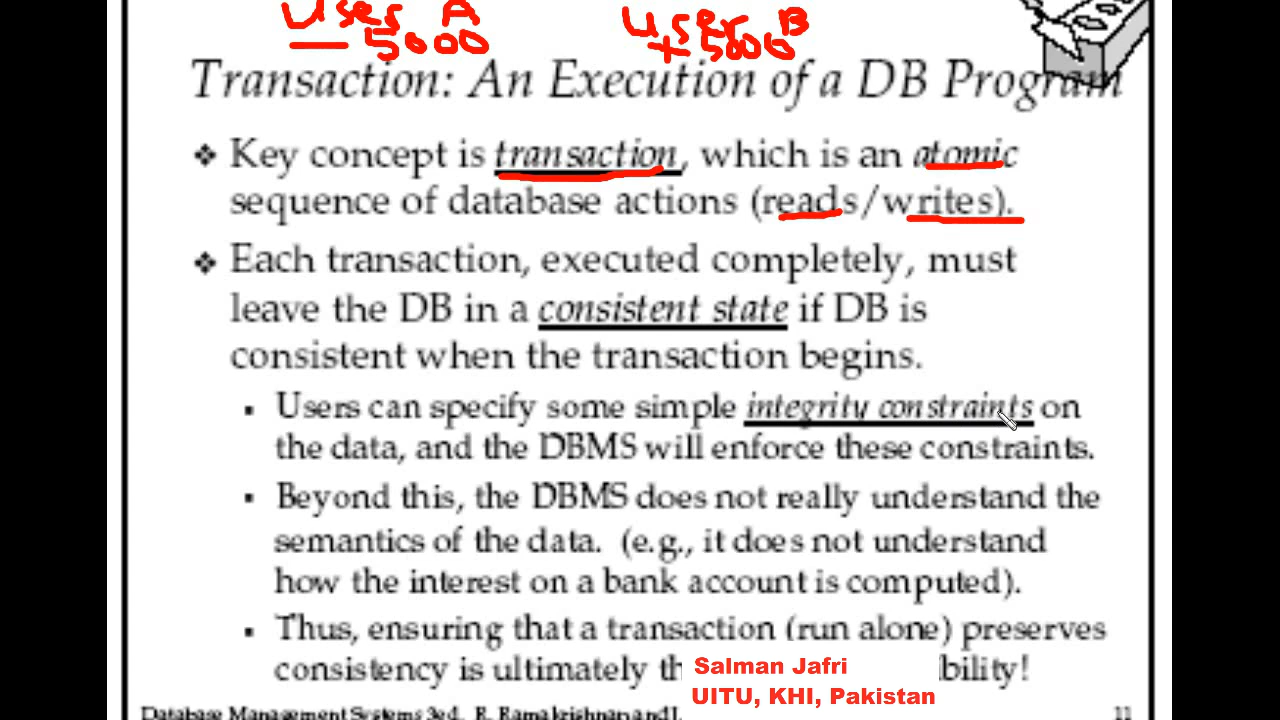 User A User B
— 5000 + 5000
Transaction: An Execution of a DB Program
❖ Key concept is transaction, which is an atomic
sequence of database actions (reads/writes).
❖ Each transaction, executed completely, must
leave the DB in a consistent state if DB is
consistent when the transaction begins.
▪ Users can specify some simple integrity constraints on
the data, and the DBMS will enforce these constraints.
▪ Beyond this, the DBMS does not really understand the
semantics of the data. (e.g., it does not understand
how the interest on a bank account is computed).
▪ Thus, ensuring that a transaction (run alone) preserves
consistency is ultimately th bility!
Salman Jafri
UITU, KHI, Pakistan
Database Management Systems 3ed, R. Ramakrishnan and J. 11